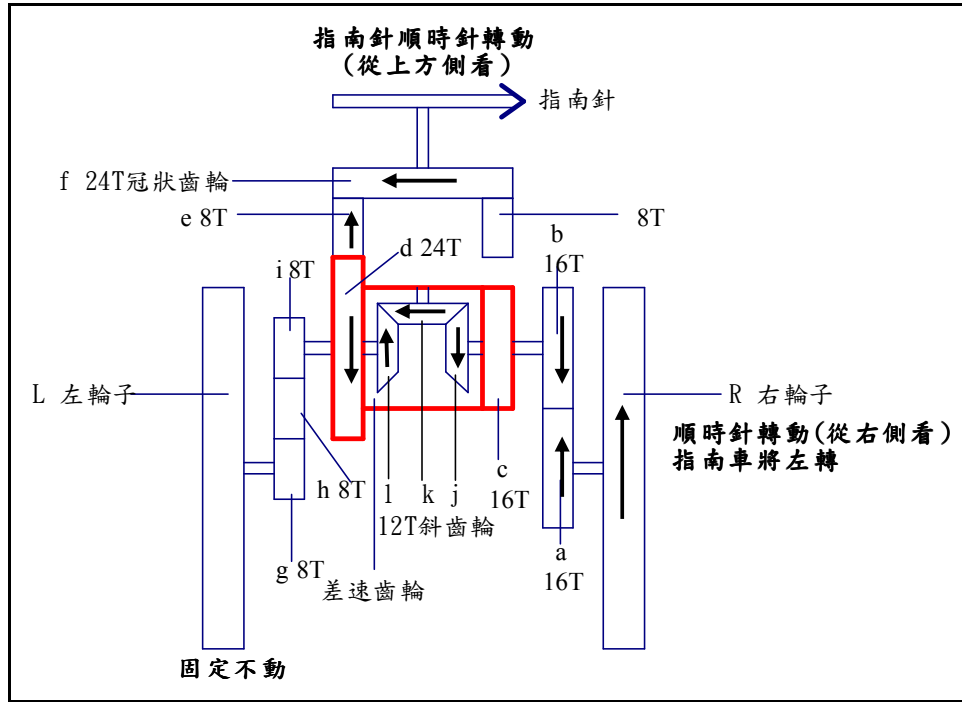 指南針順時針轉動
(從上方側看)
指南針
f 24T冠狀齒輪
e 8T
8T
d 24T
b
16T
i 8T
L 左輪子
R 右輪子
順時針轉動(從右側看)
指南車將左轉
h 8T
l k j
c
16T
12T斜齒輪
g 8T
差速齒輪
a
16T
固定不動